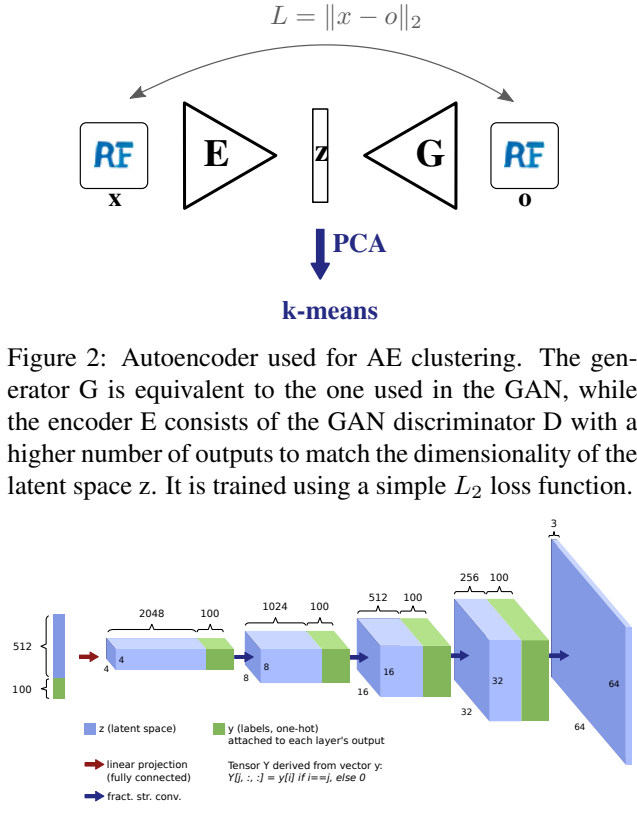 L = ||x − o||₂
RF
E
z
G
RF
x
o
PCA
k-means
Figure 2: Autoencoder used for AE clustering. The gen-
erator G is equivalent to the one used in the GAN, while
the encoder E consists of the GAN discriminator D with a
higher number of outputs to match the dimensionality of the
latent space z. It is trained using a simple L₂ loss function.
3
256 100
512 100
1024 100
2048 100
512
100
4
4
8
8
16
16
32
32
64
64
z (latent space)
y (labels, one-hot)
attached to each layer's output
linear projection
(fully connected)
Tensor Y derived from vector y:
Y[j, :, :] = y[i] if i==j, else 0
fract. str. conv.